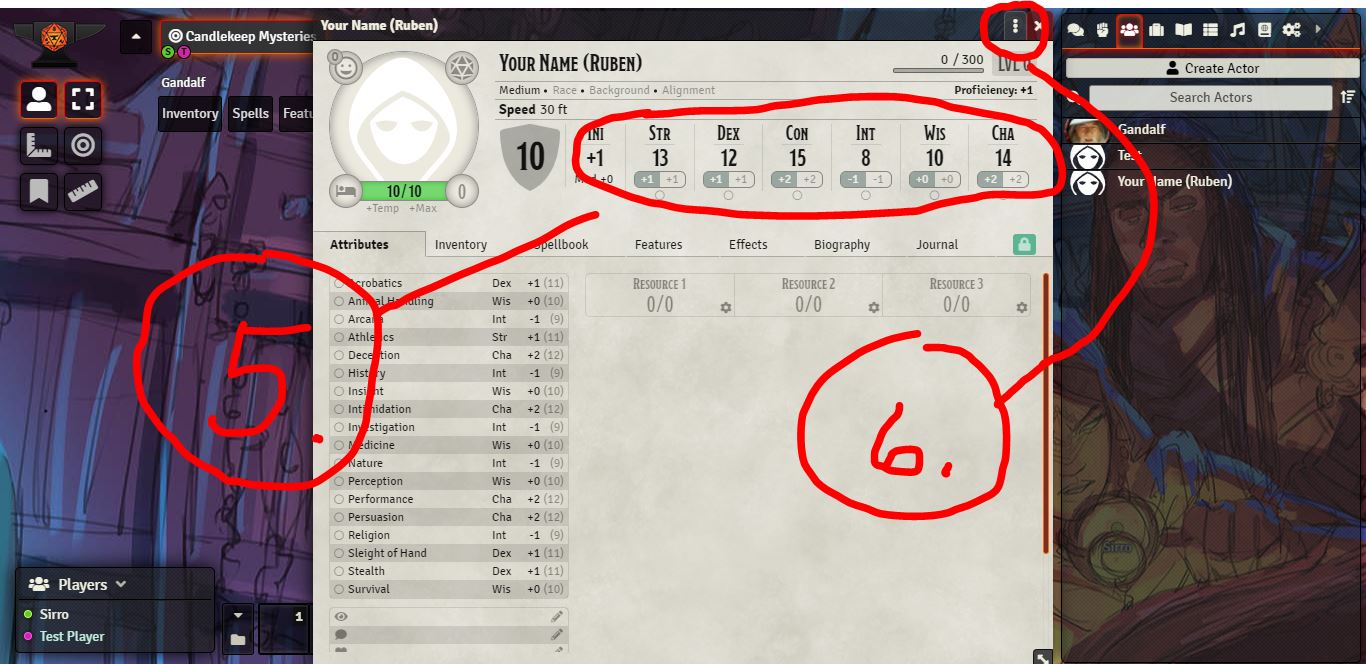 Your Name (Ruben)
Candlekeep Mysteries
S T
Gandalf
Inventory Spells Featu
0
YOUR NAME (RUBEN)
0 / 300
LVL 0
Medium • Race • Background • Alignment
Proficiency: +1
Speed 30 ft
10
INI STR DEX CON INT WIS CHA
+1 13 12 15 8 10 14
Mod +0 +1 +1 +1 +1 +2 +2 -1 -1 +0 +0 +2 +2
10 / 10
0
+Temp +Max
Attributes Inventory Spellbook Features Effects Biography Journal
Acrobatics Dex +1 (11)
Animal Handling Wis +0 (10)
Arcana Int -1 (9)
Athletics Str +1 (11)
Deception Cha +2 (12)
History Int -1 (9)
Insight Wis +0 (10)
Intimidation Cha +2 (12)
Investigation Int -1 (9)
Medicine Wis +0 (10)
Nature Int -1 (9)
Perception Wis +0 (10)
Performance Cha +2 (12)
Persuasion Cha +2 (12)
Religion Int -1 (9)
Sleight of Hand Dex +1 (11)
Stealth Dex +1 (11)
Survival Wis +0 (10)
RESOURCE 1 RESOURCE 2 RESOURCE 3
0/0 0/0 0/0
5.
6.
Create Actor
Search Actors
Gandalf
Test
Your Name (Ruben)
Sirro
Players
Sirro
Test Player
1